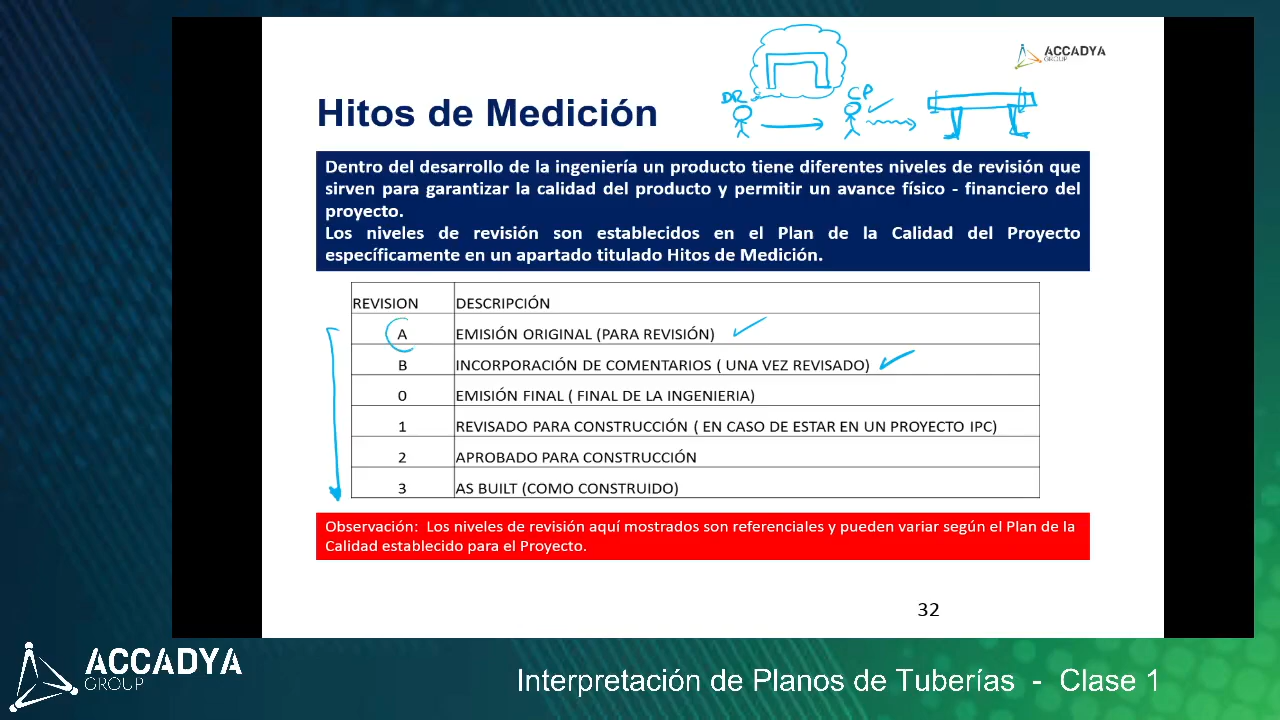 ACCADYA
GROUP
DR
CP
Hitos de Medición
Dentro del desarrollo de la ingeniería un producto tiene diferentes niveles de revisión que
sirven para garantizar la calidad del producto y permitir un avance físico - financiero del
proyecto.
Los niveles de revisión son establecidos en el Plan de la Calidad del Proyecto
específicamente en un apartado titulado Hitos de Medición.
REVISION DESCRIPCIÓN
A EMISIÓN ORIGINAL (PARA REVISIÓN)
B INCORPORACIÓN DE COMENTARIOS ( UNA VEZ REVISADO)
0 EMISIÓN FINAL ( FINAL DE LA INGENIERIA)
1 REVISADO PARA CONSTRUCCIÓN ( EN CASO DE ESTAR EN UN PROYECTO IPC)
2 APROBADO PARA CONSTRUCCIÓN
3 AS BUILT (COMO CONSTRUIDO)
Observación: Los niveles de revisión aquí mostrados son referenciales y pueden variar según el Plan de la
Calidad establecido para el Proyecto.
32
ACCADYA
GROUP
Interpretación de Planos de Tuberías - Clase 1